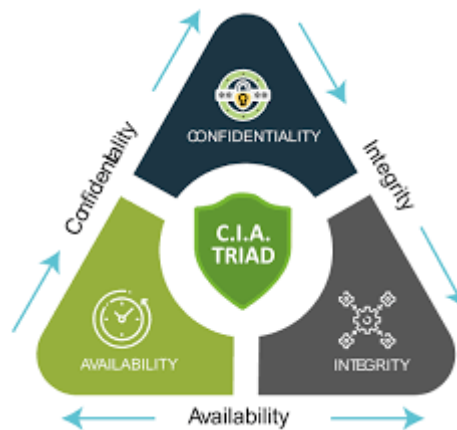 CONFIDENTIALITY
Confidentiality
Integrity
C.I.A.
TRIAD
AVAILABILITY
INTEGRITY
Availability